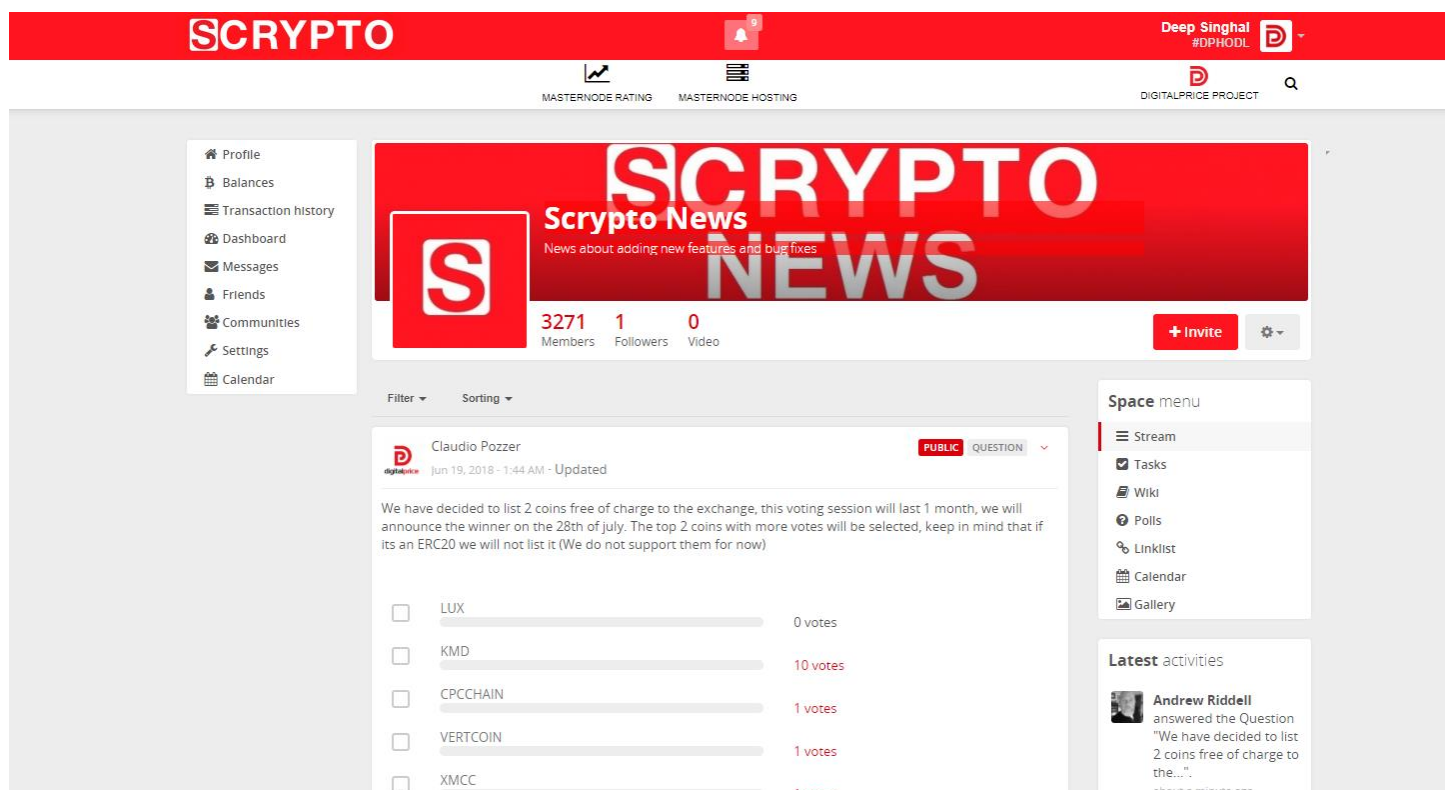 SCRYPTO
9
Deep Singhal
#DPHODL
MASTERNODE RATING
MASTERNODE HOSTING
DIGITALPRICE PROJECT
Profile
Balances
Transaction history
Dashboard
Messages
Friends
Communities
Settings
Calendar
SCRYPTO
NEWS
S
Scrypto News
News about adding new features and bug fixes
3271 1 0
Members Followers Video
Invite
Filter Sorting
digitalprice
Claudio Pozzer
PUBLIC QUESTION
Jun 19, 2018 - 1:44 AM - Updated
We have decided to list 2 coins free of charge to the exchange, this voting session will last 1 month, we will
announce the winner on the 28th of july. The top 2 coins with more votes will be selected, keep in mind that if
its an ERC20 we will not list it (We do not support them for now)
LUX
0 votes
KMD
10 votes
CPCCHAIN
1 votes
VERTCOIN
1 votes
XMCC
Space menu
Stream
Tasks
Wiki
Polls
Linklist
Calendar
Gallery
Latest activities
Andrew Riddell
answered the Question
"We have decided to list
2 coins free of charge to
the...".